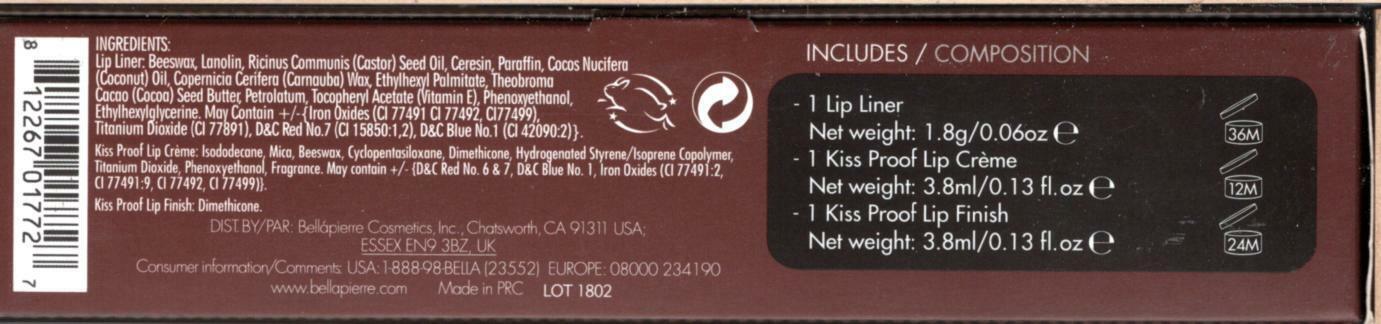 8 12267 01772 7
INGREDIENTS:
Lip Liner: Beeswax, Lanolin, Ricinus Communis (Castor) Seed Oil, Ceresin, Paraffin, Cocos Nucifera
(Coconut) Oil, Copernicia Cerifera (Carnauba) Wax, Ethylhexyl Palmitate, Theobroma
Cacao (Cocoa) Seed Butter, Petrolatum, Tocopheryl Acetate (Vitamin E), Phenoxyethanol,
Ethylhexylglycerine. May Contain +/-{Iron Oxides (CI 77491 CI 77492, CI77499),
Titanium Dioxide (CI 77891), D&C Red No.7 (CI 15850:1,2), D&C Blue No.1 (CI 42090:2)}.
Kiss Proof Lip Crème: Isododecane, Mica, Beeswax, Cyclopentasiloxane, Dimethicone, Hydrogenated Styrene/Isoprene Copolymer,
Titanium Dioxide, Phenoxyethanol, Fragrance. May contain +/- {D&C Red No. 6 & 7, D&C Blue No. 1, Iron Oxides (CI 77491:2,
CI 77491:9, CI 77492, CI 77499)}.
Kiss Proof Lip Finish: Dimethicone.
DIST. BY/PAR: Bellápierre Cosmetics, Inc., Chatsworth, CA 91311 USA;
ESSEX EN9 3BZ, UK
Consumer information/Comments: USA: 1-888-98-BELLA (23552) EUROPE: 08000 234190
www.bellapierre.com Made in PRC LOT 1802
INCLUDES / COMPOSITION
- 1 Lip Liner
Net weight: 1.8g/0.06oz ℮
36M
- 1 Kiss Proof Lip Crème
Net weight: 3.8ml/0.13 fl.oz ℮
12M
- 1 Kiss Proof Lip Finish
Net weight: 3.8ml/0.13 fl.oz ℮
24M